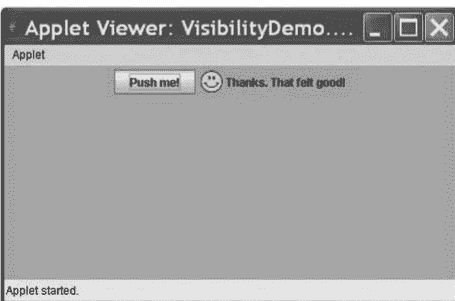 Applet Viewer: VisibilityDemo....
Applet
Push me! Thanks. That felt good!
Applet started.